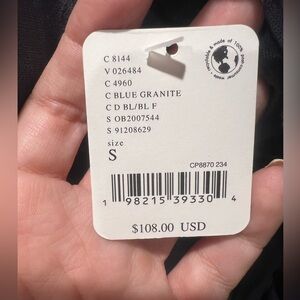 C 8144
V 026484
C 4960
C BLUE GRANITE
C D BL/BL F
S OB2007544
S 91208629
size
S
CP8870 234
1 98215 39330 4
$108.00 USD